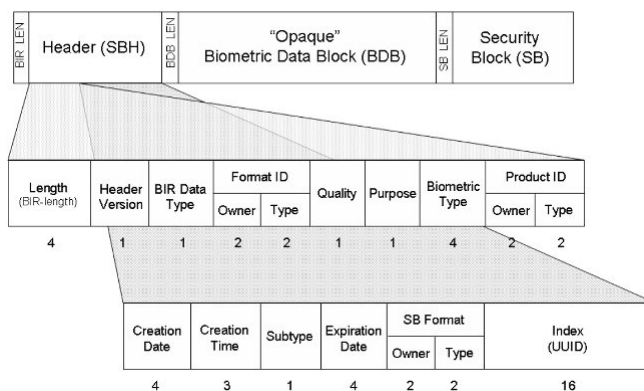 BIR LEN
Header (SBH)
BDB LEN
“Opaque”
Biometric Data Block (BDB)
SB LEN
Security
Block (SB)
Length
(BIR-length)
Header
Version
BIR Data
Type
Format ID
Owner
Type
Quality
Purpose
Biometric
Type
Product ID
Owner
Type
4
1
1
2
2
1
1
4
2
2
Creation
Date
Creation
Time
Subtype
Expiration
Date
SB Format
Owner
Type
Index
(UUID)
4
3
1
4
2
2
16